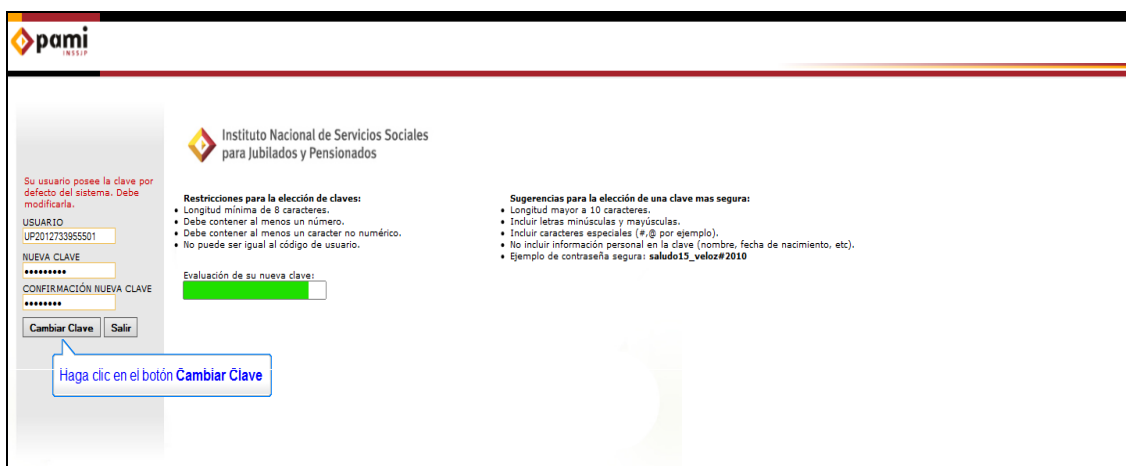 pami
INSSJP
Instituto Nacional de Servicios Sociales
para Jubilados y Pensionados
Su usuario posee la clave por
defecto del sistema. Debe
modificarla.
USUARIO
UP2012733955501
NUEVA CLAVE
•••••••••
CONFIRMACIÓN NUEVA CLAVE
••••••••
Cambiar Clave Salir
Haga clic en el botón Cambiar Clave
Restricciones para la elección de claves:
• Longitud mínima de 8 caracteres.
• Debe contener al menos un número.
• Debe contener al menos un caracter no numérico.
• No puede ser igual al código de usuario.
Evaluación de su nueva clave:
Sugerencias para la elección de una clave mas segura:
• Longitud mayor a 10 caracteres.
• Incluir letras minúsculas y mayúsculas.
• Incluir caracteres especiales (#,@ por ejemplo).
• No incluir información personal en la clave (nombre, fecha de nacimiento, etc).
• Ejemplo de contraseña segura: saludo15_veloz#2010